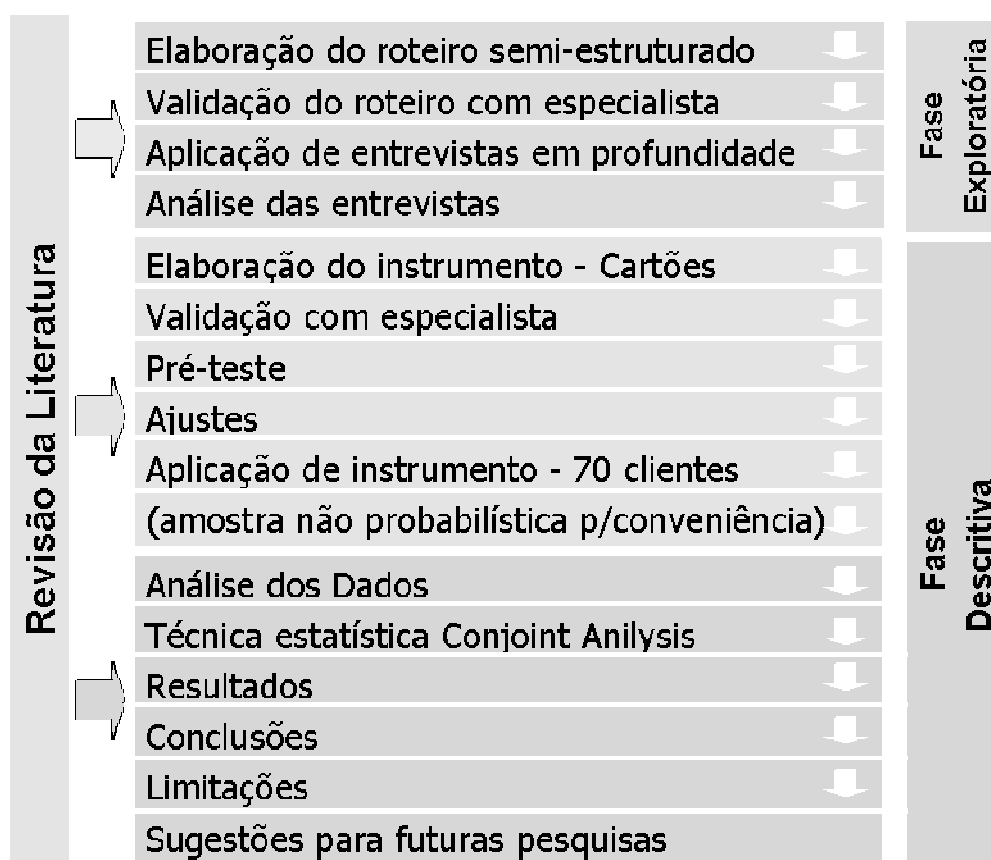 Revisão da Literatura
Elaboração do roteiro semi-estruturado
Validação do roteiro com especialista
Aplicação de entrevistas em profundidade
Análise das entrevistas
Fase
Exploratória
Elaboração do instrumento - Cartões
Validação com especialista
Pré-teste
Ajustes
Aplicação de instrumento - 70 clientes
(amostra não probabilística p/conveniência)
Análise dos Dados
Técnica estatística Conjoint Anilysis
Resultados
Conclusões
Limitações
Sugestões para futuras pesquisas
Fase
Descritiva